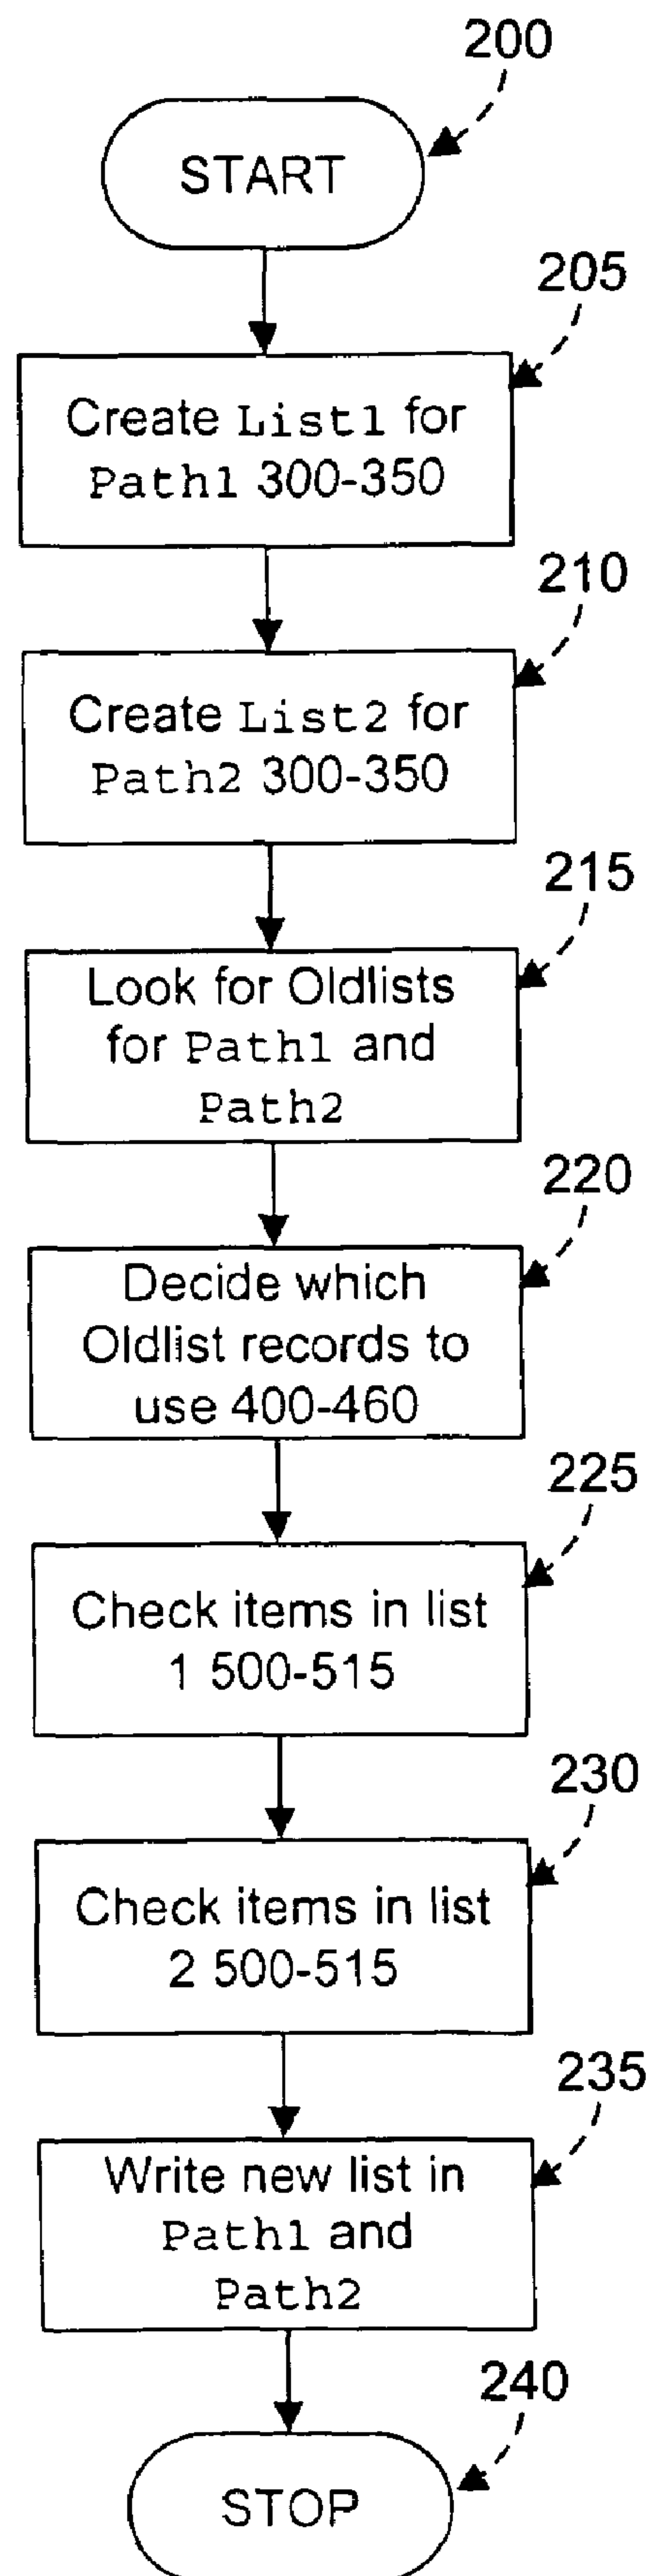 200
START
205
Create List1 for
Path1 300-350
210
Create List2 for
Path2 300-350
215
Look for Oldlists
for Path1 and
Path2
220
Decide which
Oldlist records to
use 400-460
225
Check items in list
1 500-515
230
Check items in list
2 500-515
235
Write new list in
Path1 and
Path2
240
STOP